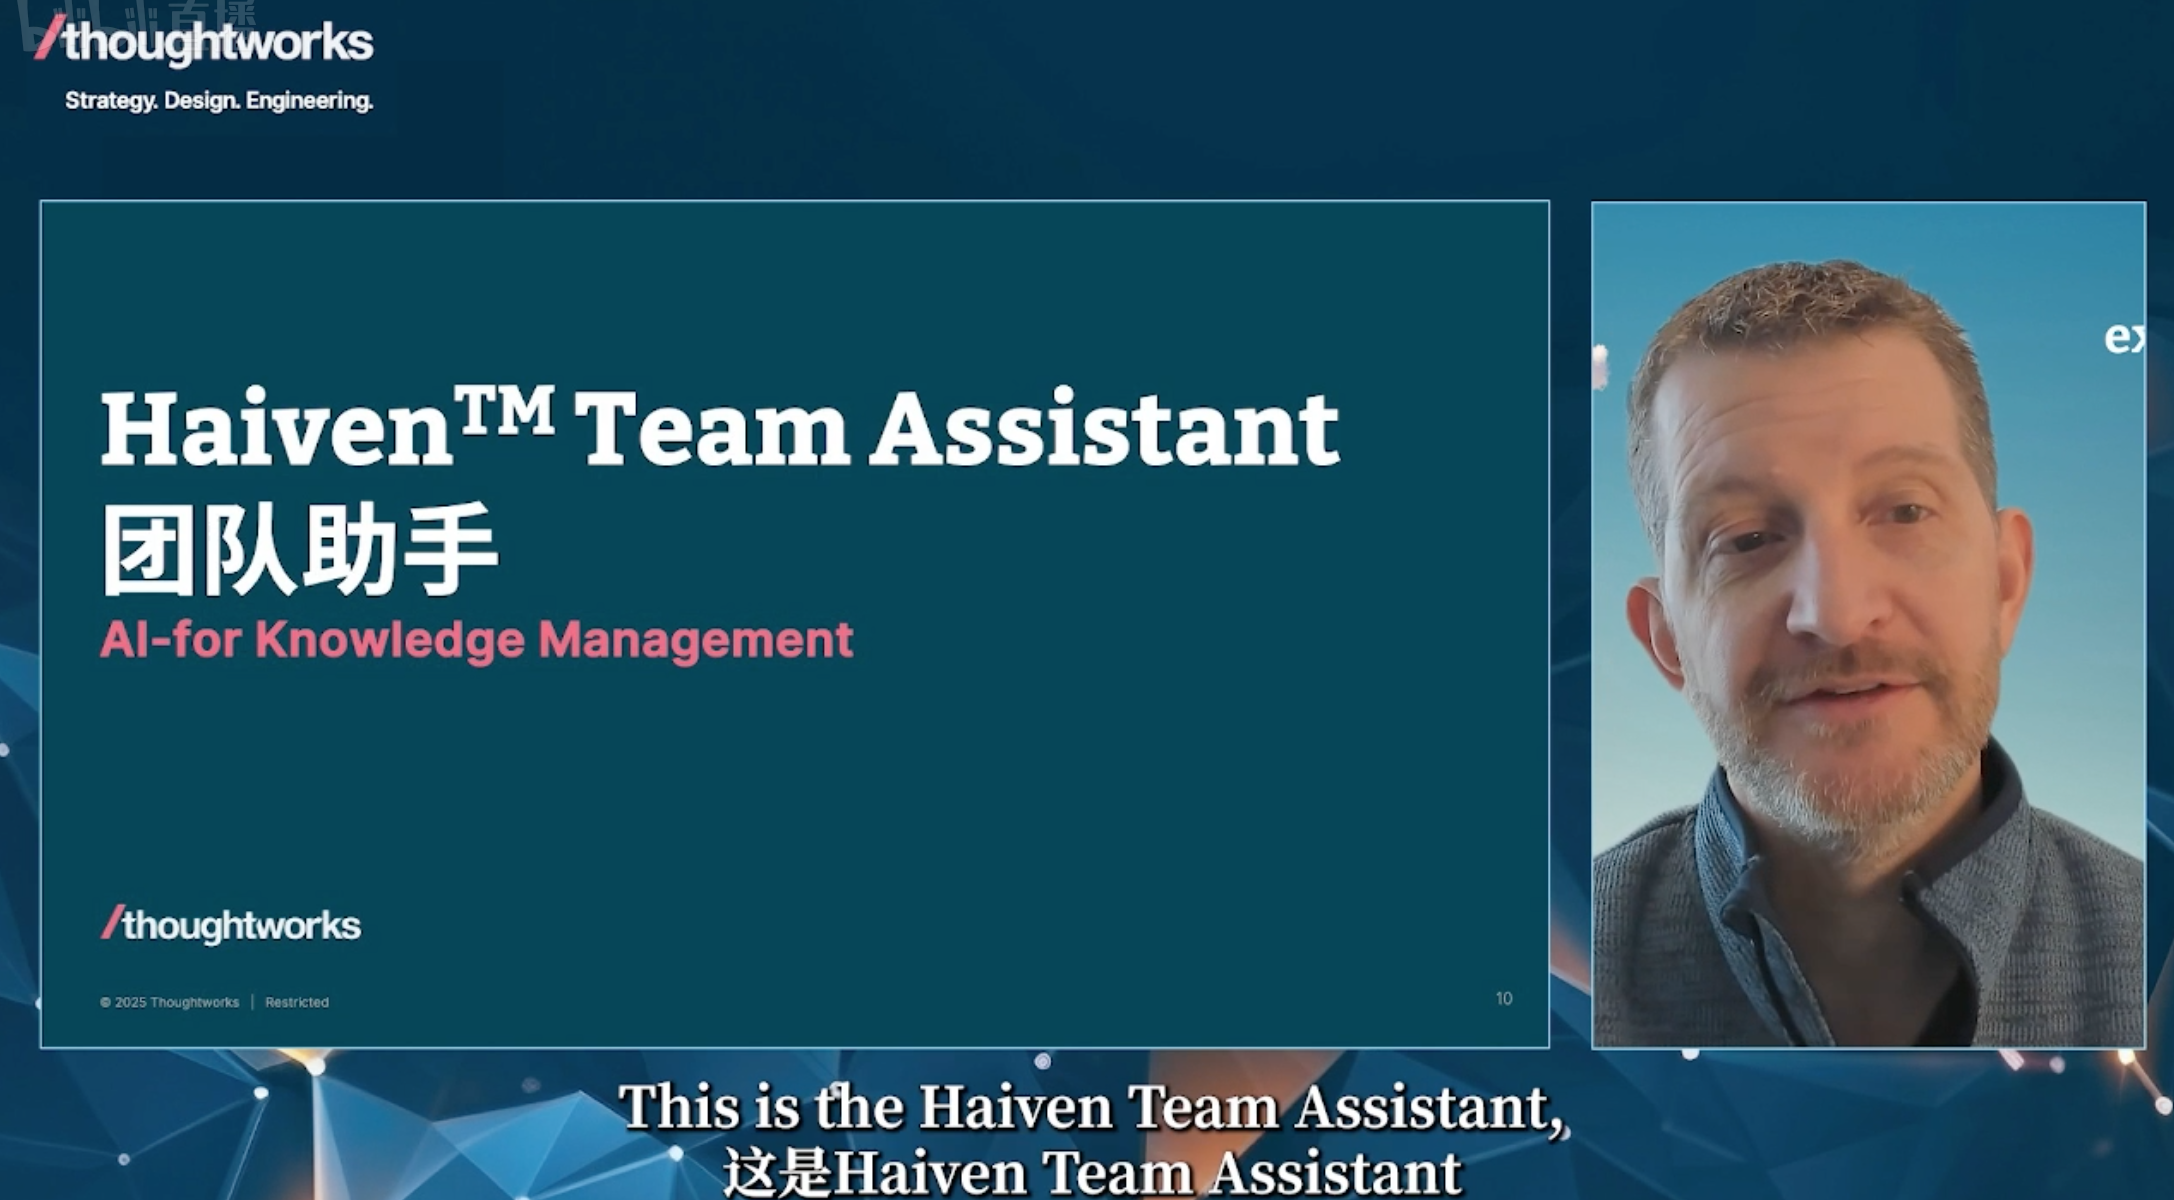 /thoughtworks
Strategy. Design. Engineering.
Haiven™ Team Assistant
团队助手
AI-for Knowledge Management
/thoughtworks
© 2025 Thoughtworks | Restricted
10
ex
This is the Haiven Team Assistant,
这是Haiven Team Assistant